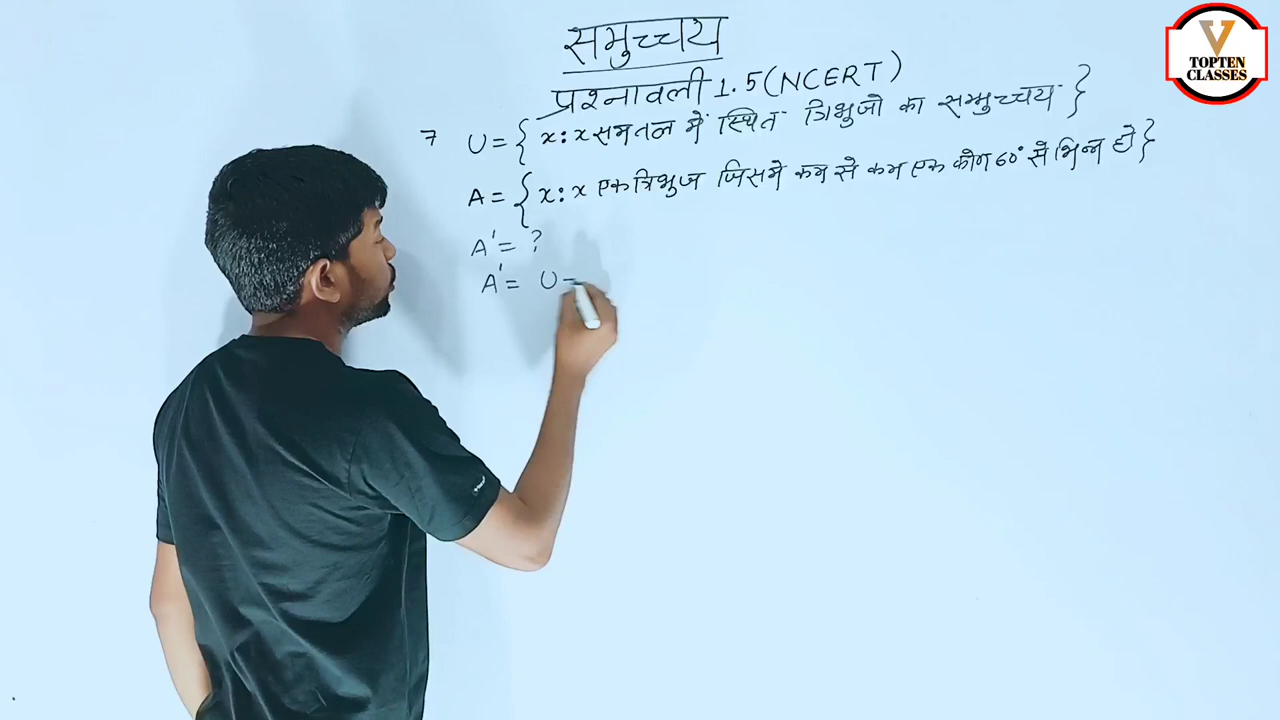 समुच्चय
प्रश्नावली 1.5 (NCERT)
7 U = { x : x समतल में स्थित त्रिभुजो का सम्मुच्चय }
A = { x : x एक त्रिभुज जिसमे कम से कम एक कोण 60° से भिन्न हो }
A' = ?
A' = U -
V
TOPTEN
CLASSES